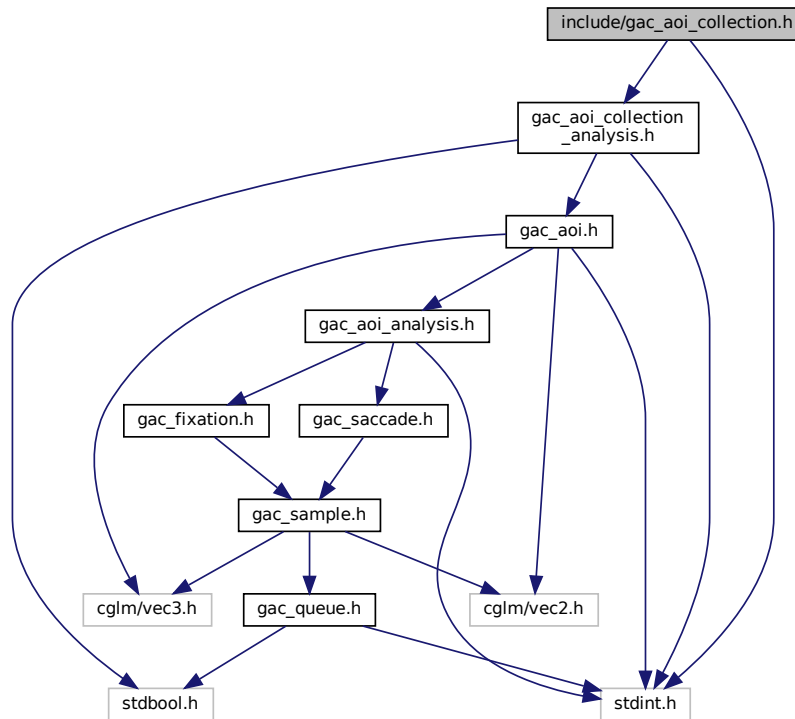 include/gac_aoi_collection.h
gac_aoi_collection
_analysis.h
gac_aoi.h
gac_aoi_analysis.h
gac_fixation.h
gac_saccade.h
gac_sample.h
cglm/vec3.h
gac_queue.h
cglm/vec2.h
stdbool.h
stdint.h